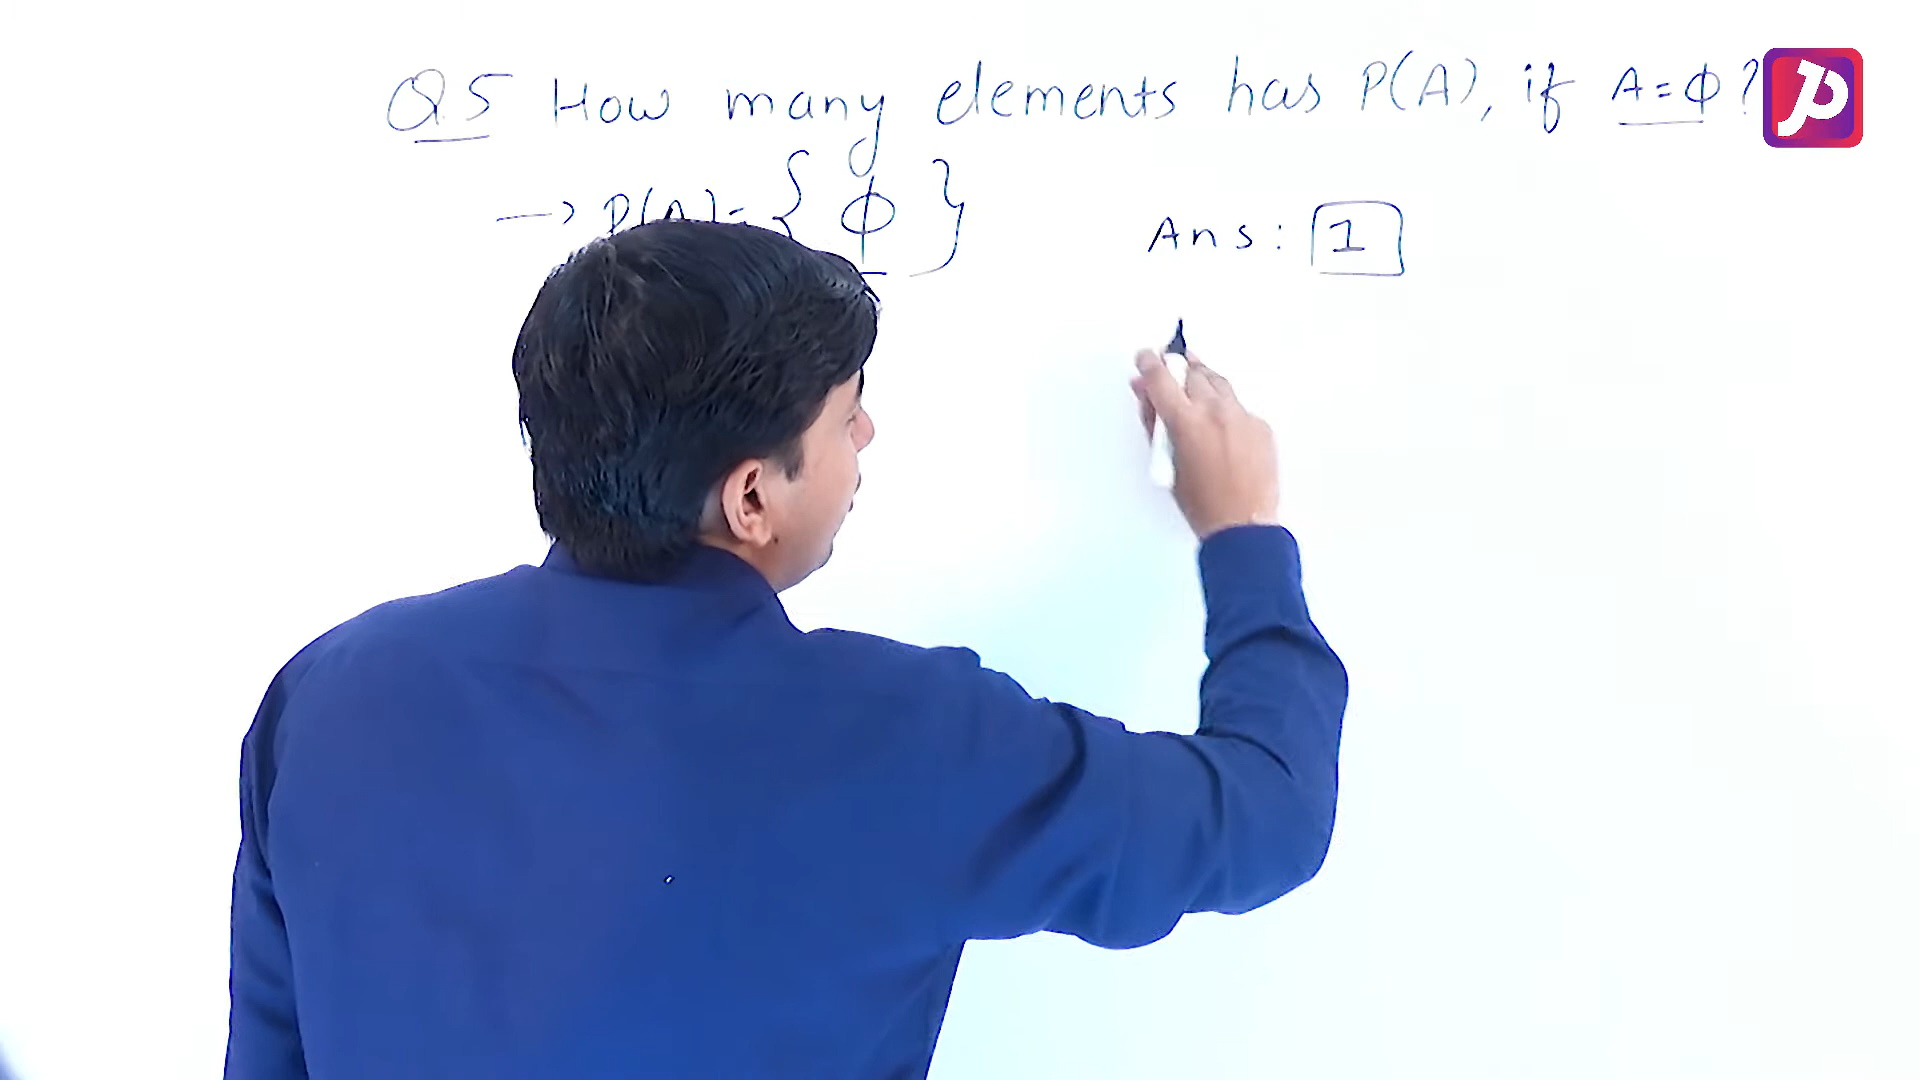 Q.5 How many elements has P(A), if A=ϕ?
→ P(A)= { ϕ }
Ans: 1